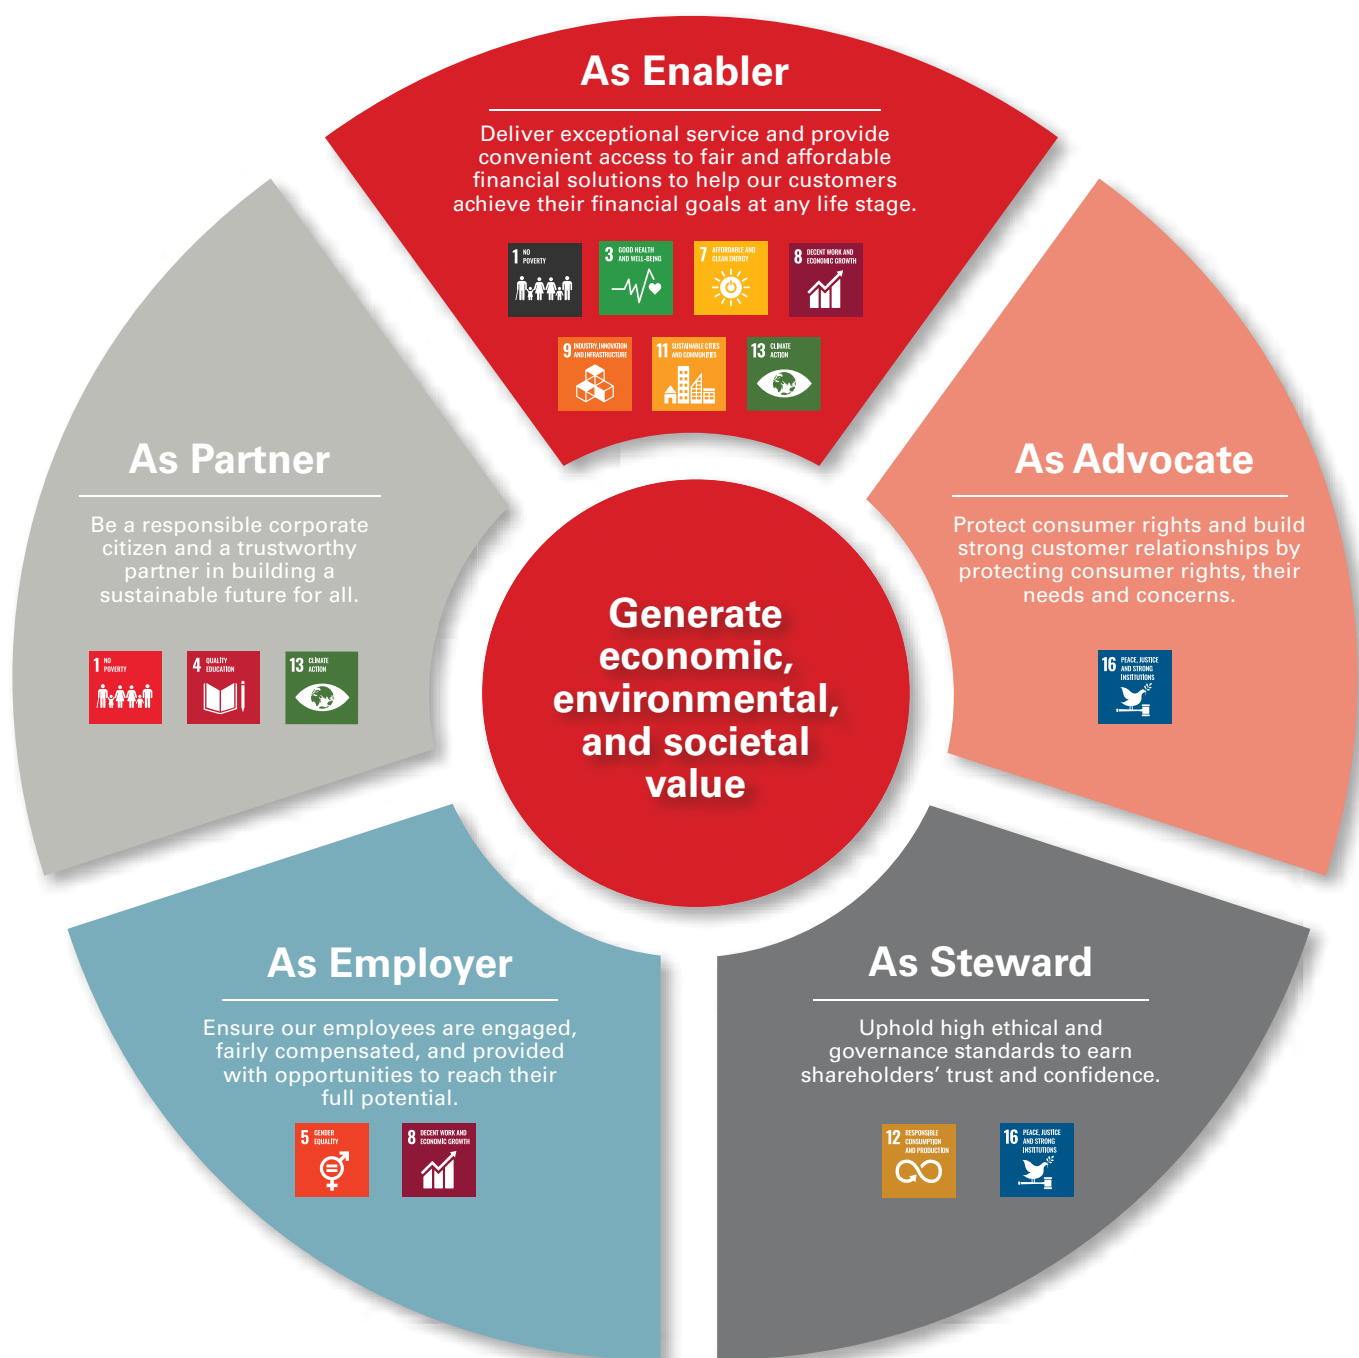 As Enabler
Deliver exceptional service and provide
convenient access to fair and affordable
financial solutions to help our customers
achieve their financial goals at any life stage.
1 NO
POVERTY
3 GOOD HEALTH
AND WELL-BEING
7 AFFORDABLE AND
CLEAN ENERGY
8 DECENT WORK AND
ECONOMIC GROWTH
9 INDUSTRY, INNOVATION
AND INFRASTRUCTURE
11 SUSTAINABLE CITIES
AND COMMUNITIES
13 CLIMATE
ACTION
As Partner
Be a responsible corporate
citizen and a trustworthy
partner in building a
sustainable future for all.
1 NO
POVERTY
4 QUALITY
EDUCATION
13 CLIMATE
ACTION
Generate
economic,
environmental,
and societal
value
As Advocate
Protect consumer rights and build
strong customer relationships by
protecting consumer rights, their
needs and concerns.
16 PEACE, JUSTICE
AND STRONG
INSTITUTIONS
As Employer
Ensure our employees are engaged,
fairly compensated, and provided
with opportunities to reach their
full potential.
5 GENDER
EQUALITY
8 DECENT WORK AND
ECONOMIC GROWTH
As Steward
Uphold high ethical and
governance standards to earn
shareholders’ trust and confidence.
12 RESPONSIBLE
CONSUMPTION
AND PRODUCTION
16 PEACE, JUSTICE
AND STRONG
INSTITUTIONS